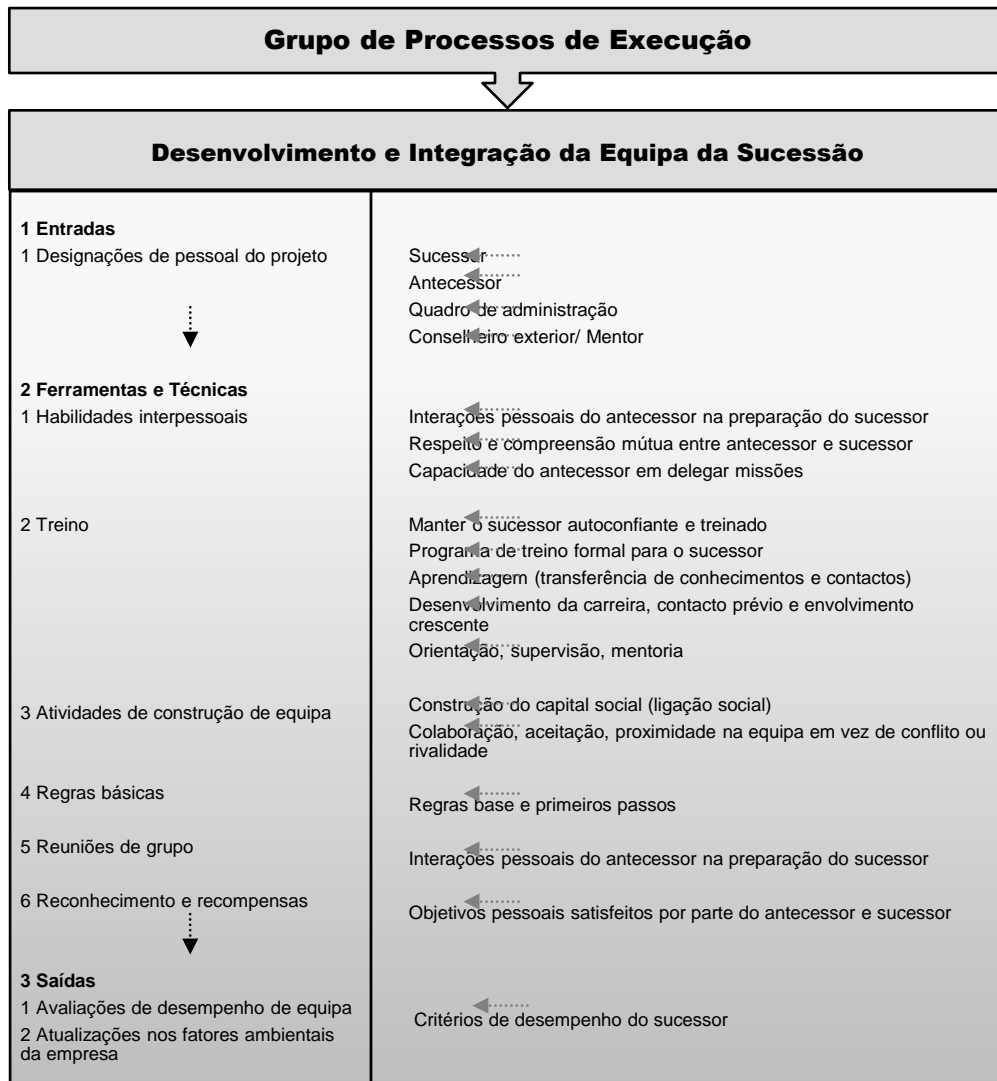 Grupo de Processos de Execução
Desenvolvimento e Integração da Equipa da Sucessão
1 Entradas
1 Designações de pessoal do projeto
Sucessor
Antecessor
Quadro de administração
Conselheiro exterior/ Mentor
2 Ferramentas e Técnicas
1 Habilidades interpessoais
Interações pessoais do antecessor na preparação do sucessor
Respeito e compreensão mútua entre antecessor e sucessor
Capacidade do antecessor em delegar missões
2 Treino
Manter o sucessor autoconfiante e treinado
Programa de treino formal para o sucessor
Aprendizagem (transferência de conhecimentos e contactos)
Desenvolvimento da carreira, contacto prévio e envolvimento
crescente
Orientação, supervisão, mentoria
3 Atividades de construção de equipa
Construção do capital social (ligação social)
Colaboração, aceitação, proximidade na equipa em vez de conflito ou
rivalidade
4 Regras básicas
Regras base e primeiros passos
5 Reuniões de grupo
Interações pessoais do antecessor na preparação do sucessor
6 Reconhecimento e recompensas
Objetivos pessoais satisfeitos por parte do antecessor e sucessor
3 Saídas
1 Avaliações de desempenho de equipa
Critérios de desempenho do sucessor
2 Atualizações nos fatores ambientais
da empresa